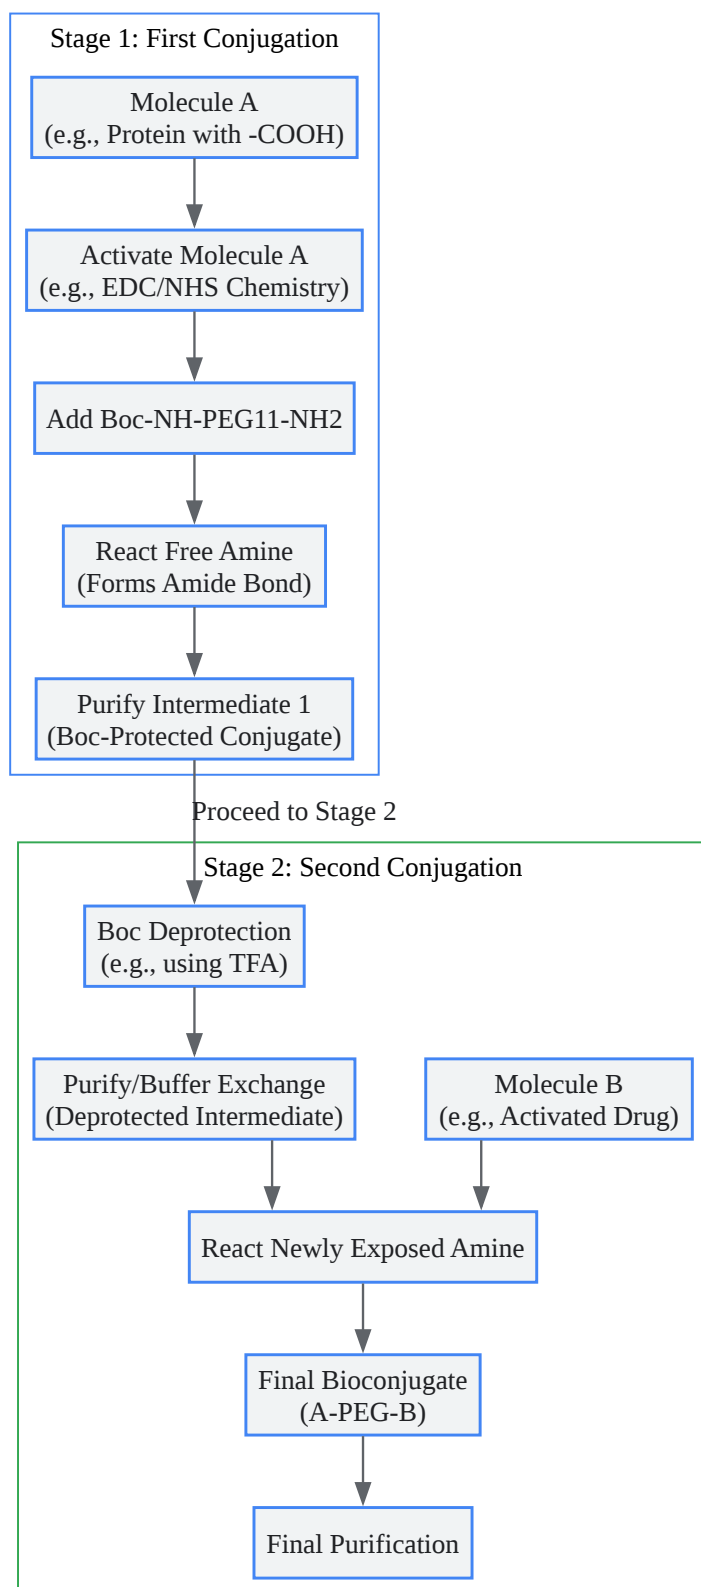 Stage 1: First Conjugation
Molecule A
(e.g., Protein with -COOH)
Activate Molecule A
(e.g., EDC/NHS Chemistry)
Add Boc-NH-PEG11-NH2
React Free Amine
(Forms Amide Bond)
Purify Intermediate 1
(Boc-Protected Conjugate)
Proceed to Stage 2
Stage 2: Second Conjugation
Boc Deprotection
(e.g., using TFA)
Purify/Buffer Exchange
(Deprotected Intermediate)
Molecule B
(e.g., Activated Drug)
React Newly Exposed Amine
Final Bioconjugate
(A-PEG-B)
Final Purification